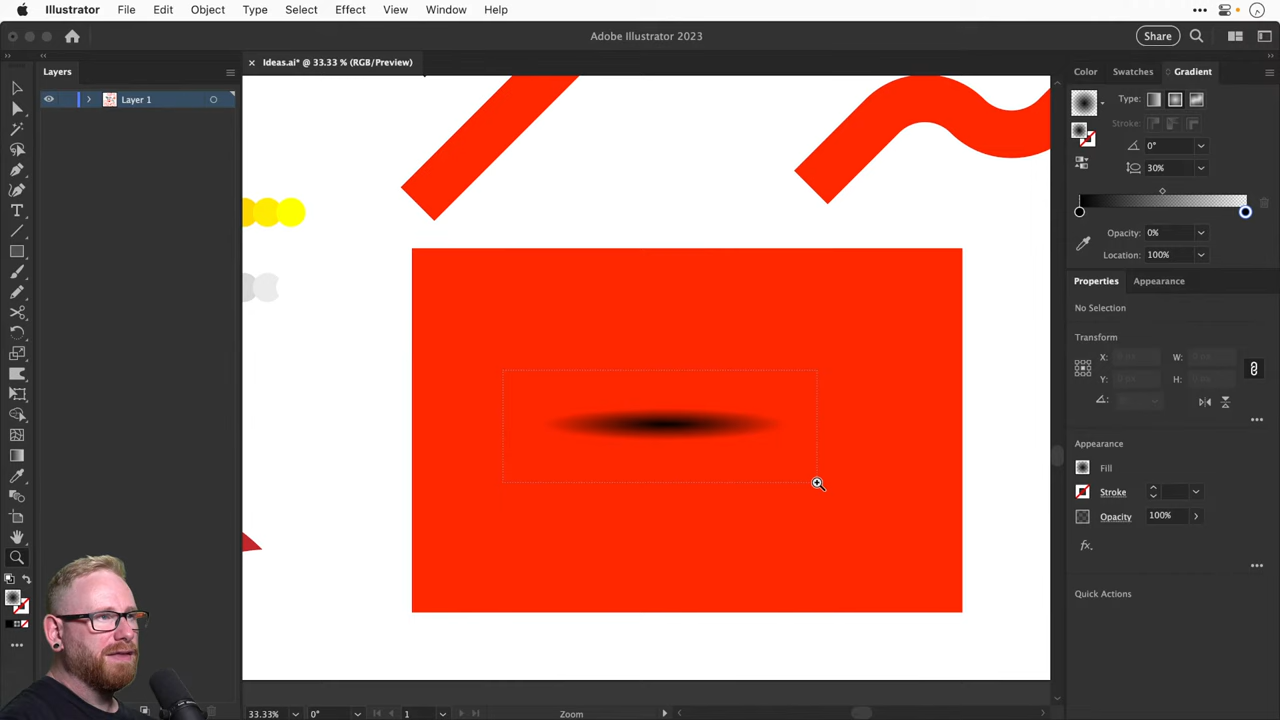 Illustrator File Edit Object Type Select Effect View Window Help
Adobe Illustrator 2023
Share
Layers
× Ideas.ai* @ 33.33 % (RGB/Preview)
Color Swatches Gradient
Layer 1
Type:
Stroke:
0°
30%
Opacity: 0%
Location: 100%
Properties Appearance
No Selection
Transform
X: W:
Y: H:
Appearance
Fill
Stroke
Opacity 100%
fx.
Quick Actions
33.33% 0° 1 Zoom